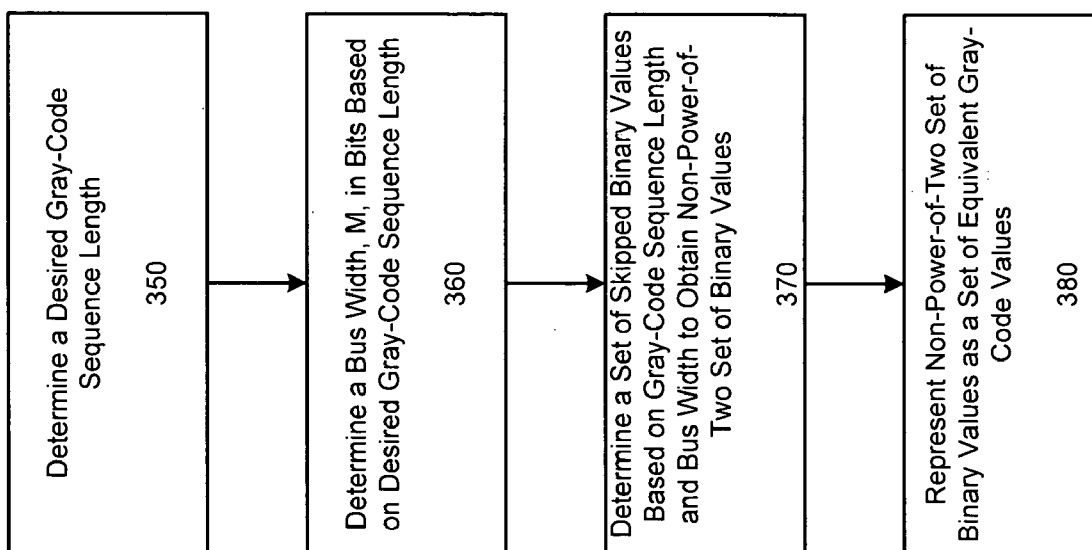 Determine a Desired Gray-Code
Sequence Length
350
Determine a Bus Width, M, in Bits Based
on Desired Gray-Code Sequence Length
360
Determine a Set of Skipped Binary Values
Based on Gray-Code Sequence Length
and Bus Width to Obtain Non-Power-of-
Two Set of Binary Values
370
Represent Non-Power-of-Two Set of
Binary Values as a Set of Equivalent Gray-
Code Values
380